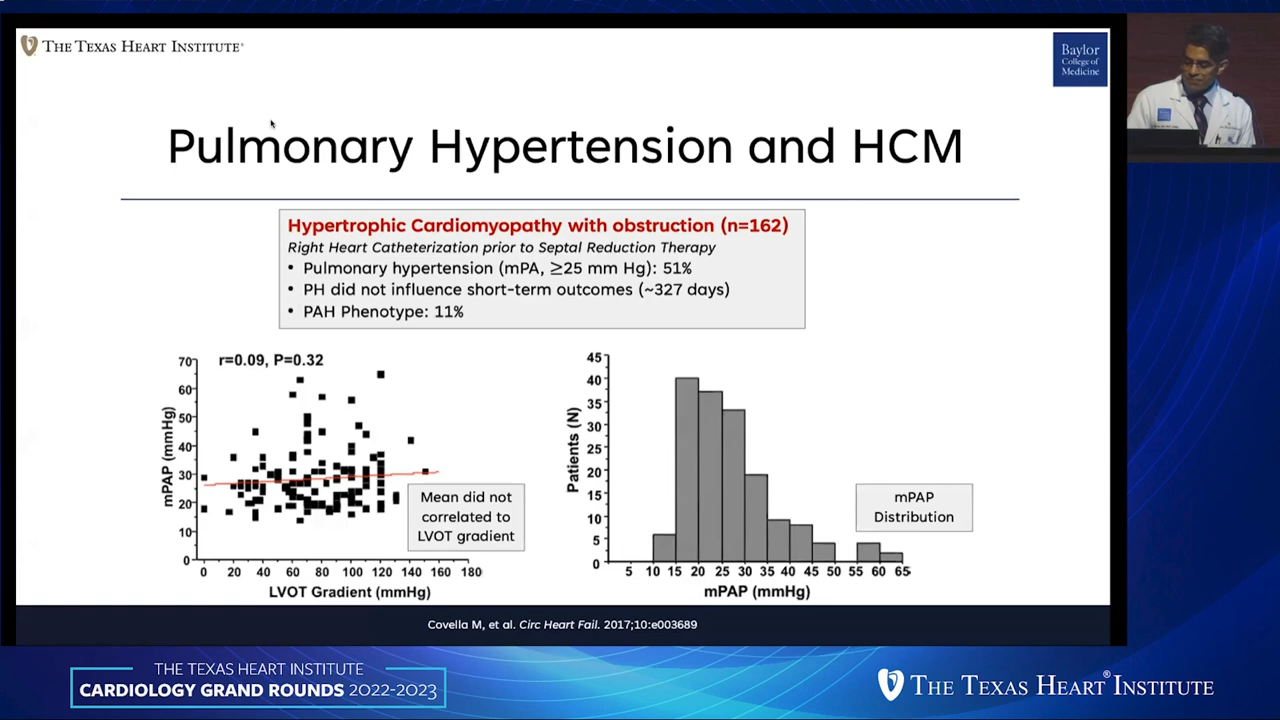 THE TEXAS HEART INSTITUTE®
Baylor
College of
Medicine
Pulmonary Hypertension and HCM
Hypertrophic Cardiomyopathy with obstruction (n=162)
Right Heart Catheterization prior to Septal Reduction Therapy
• Pulmonary hypertension (mPA, ≥25 mm Hg): 51%
• PH did not influence short-term outcomes (~327 days)
• PAH Phenotype: 11%
r=0.09, P=0.32
mPAP (mmHg)
70
60
50
40
30
20
10
0
0 20 40 60 80 100 120 140 160 180
LVOT Gradient (mmHg)
Mean did not
correlated to
LVOT gradient
Patients (N)
45
40
35
30
25
20
15
10
5
0
5 10 15 20 25 30 35 40 45 50 55 60 65
mPAP (mmHg)
mPAP
Distribution
Covella M, et al. Circ Heart Fail. 2017;10:e003689
THE TEXAS HEART INSTITUTE
CARDIOLOGY GRAND ROUNDS 2022-2023
THE TEXAS HEART® INSTITUTE